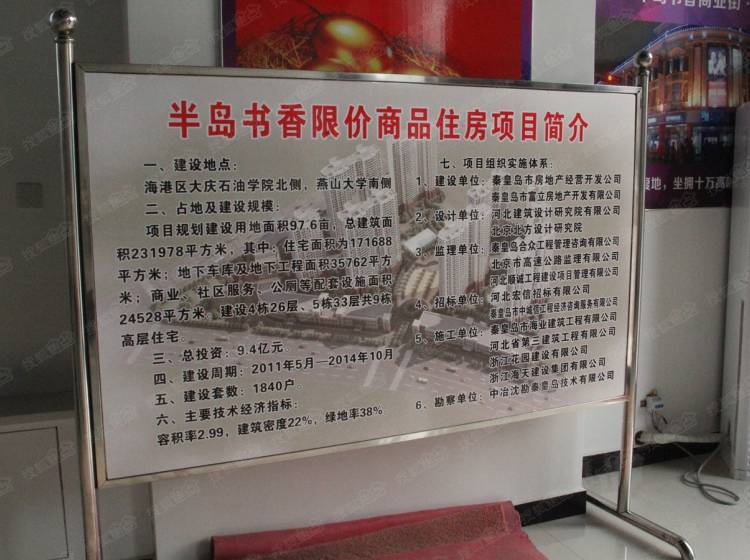 半岛书香商业街
营地,坐拥十万高
半岛书香限价商品住房项目简介
一、建设地点:
海港区大庆石油学院北侧,燕山大学南侧
二、占地及建设规模:
项目规划建设用地面积97.6亩,总建筑面
积231978平方米,其中:住宅面积为171688
平方米;地下车库及地下工程面积35762平方
米;商业、社区服务、公厕等配套设施面积
24528平方米,建设4栋26层、5栋33层共9栋
高层住宅.
三、总投资:9.4亿元.
四、建设周期:2011年5月—2014年10月
五、建设套数:1840户.
六、主要技术经济指标:
容积率2.99,建筑密度22%,绿地率38%
七、项目组织实施体系:
1、建设单位:秦皇岛市房地产经营开发公司
秦皇岛市富立房地产开发有限公司
2、设计单位:河北建筑设计研究院有限公司
北京北方设计研究院
3、监理单位:秦皇岛合众工程管理咨询有限公司
北京市高速公路监理有限公司
河北顺诚工程建设项目管理有限公司
4、招标单位:河北宏信招标有限公司
秦皇岛市中诚信工程经济咨询服务有限公司
5、施工单位:秦皇岛市海业建筑工程有限公司
河北省第三建筑工程有限公司
浙江花园建设有限公司
浙江海天建设集团有限公司
6、勘察单位:中冶沈勘秦皇岛技术有限公司